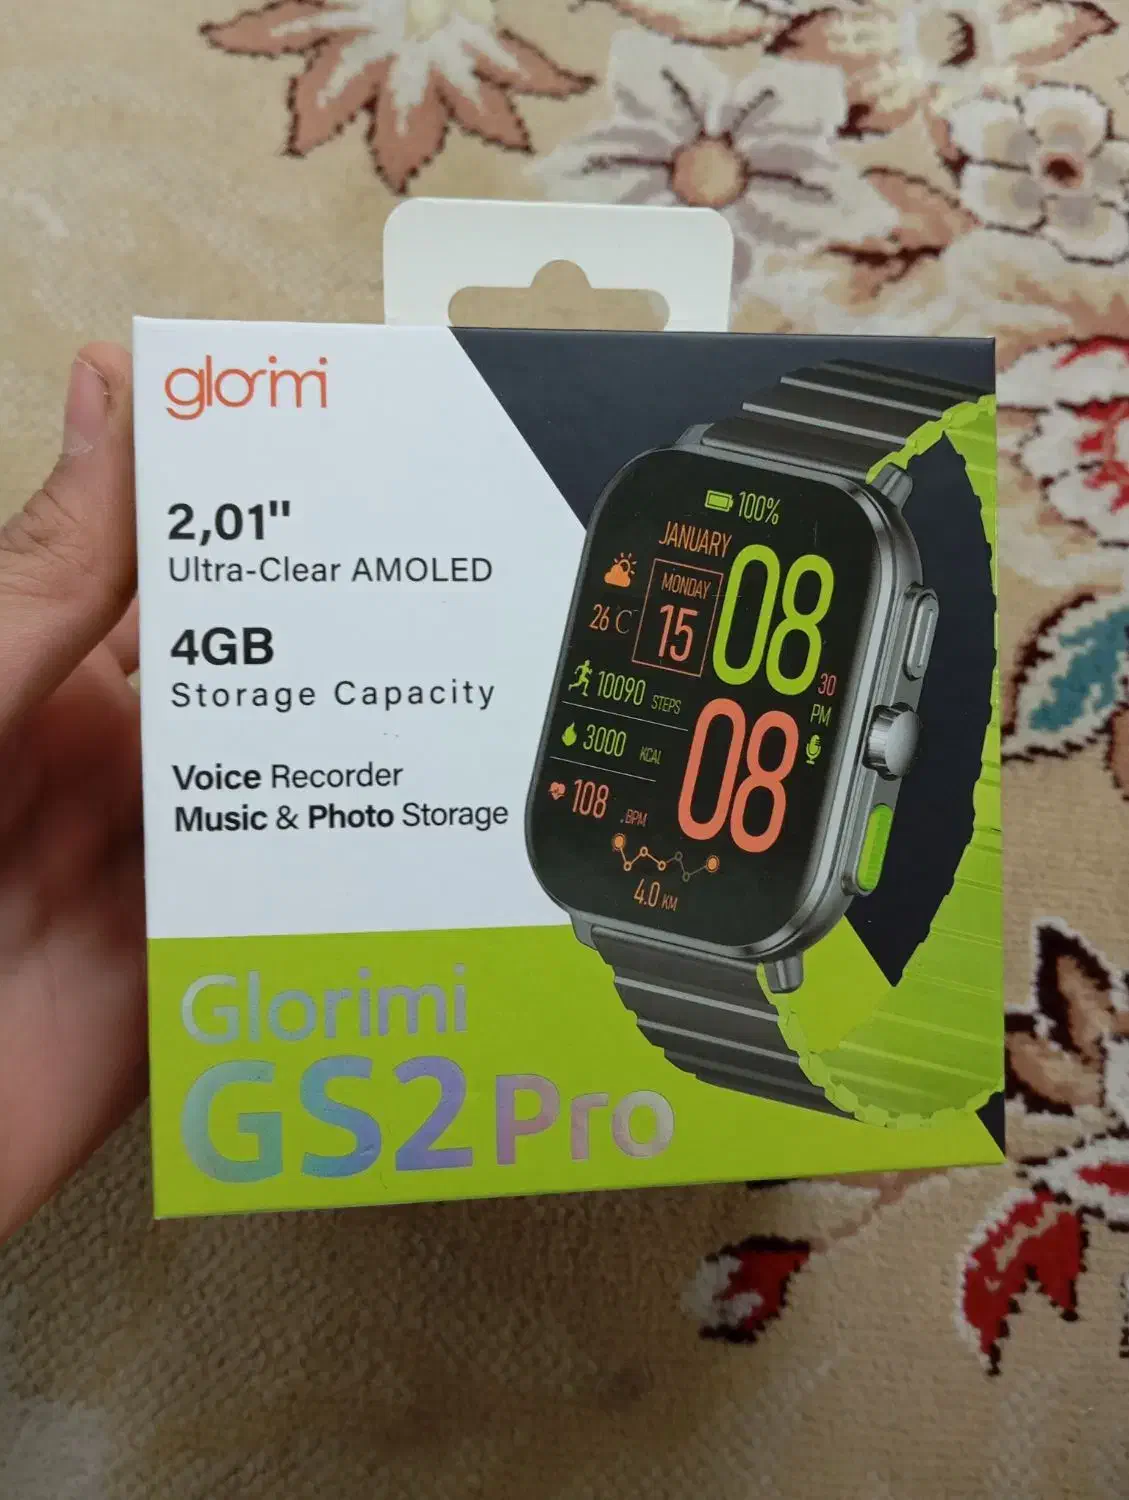 glorimi
2,01"
Ultra-Clear AMOLED
4GB
Storage Capacity
Voice Recorder
Music & Photo Storage
100%
JANUARY
MONDAY
15
26 C
08
30
PM
10090 STEPS
3000 KCAL
08
108 .BPM
4.0 KM
Glorimi
GS2 Pro